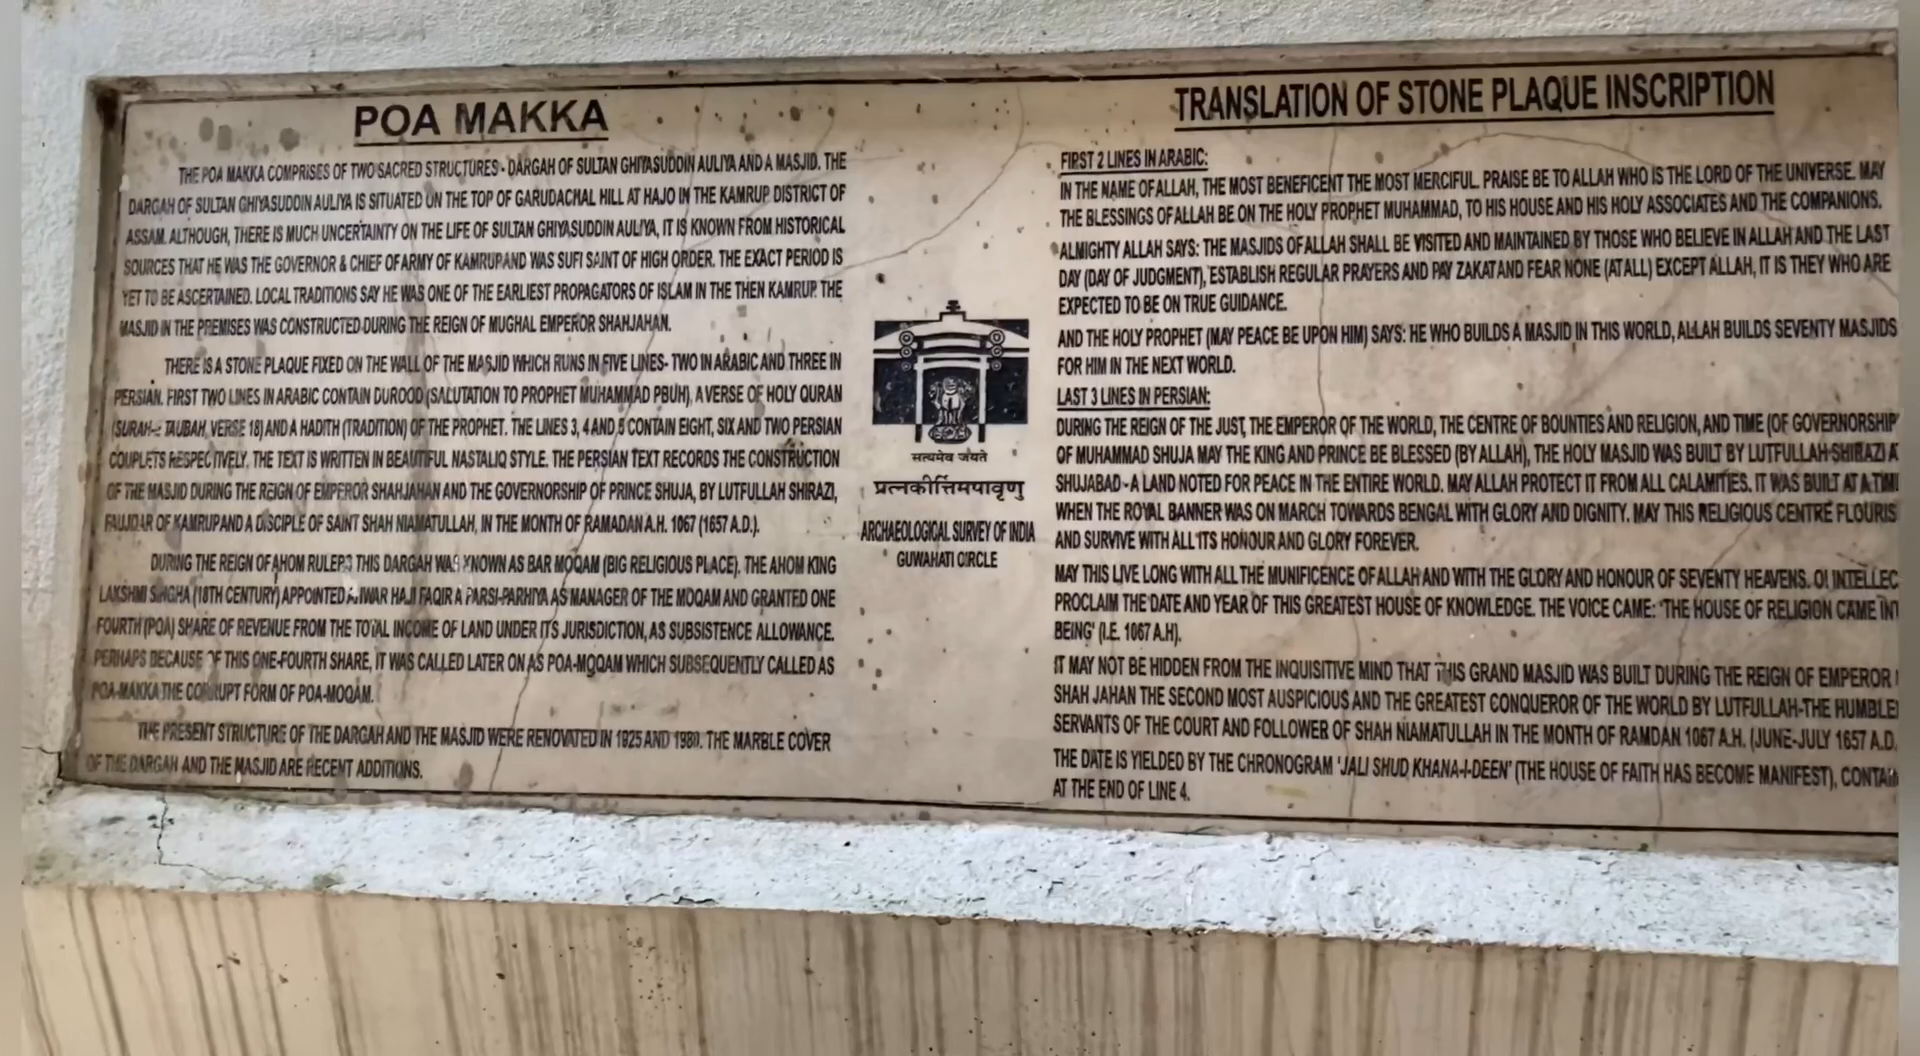 POA MAKKA
THE POA MAKKA COMPRISES OF TWO SACRED STRUCTURES - DARGAH OF SULTAN GHIYASUDDIN AULIYA AND A MASJID. THE
DARGAH OF SULTAN GHIYASUDDIN AULIYA IS SITUATED ON THE TOP OF GARUDACHAL HILL AT HAJO IN THE KAMRUP DISTRICT OF
ASSAM. ALTHOUGH, THERE IS MUCH UNCERTAINTY ON THE LIFE OF SULTAN GHIYASUDDIN AULIYA, IT IS KNOWN FROM HISTORICAL
SOURCES THAT HE WAS THE GOVERNOR & CHIEF OF ARMY OF KAMRUP AND WAS SUFI SAINT OF HIGH ORDER. THE EXACT PERIOD IS
YET TO BE ASCERTAINED. LOCAL TRADITIONS SAY HE WAS ONE OF THE EARLIEST PROPAGATORS OF ISLAM IN THE THEN KAMRUP. THE
MASJID IN THE PREMISES WAS CONSTRUCTED DURING THE REIGN OF MUGHAL EMPEROR SHAHJAHAN.
THERE IS A STONE PLAQUE FIXED ON THE WALL OF THE MASJID WHICH RUNS IN FIVE LINES- TWO IN ARABIC AND THREE IN
PERSIAN. FIRST TWO LINES IN ARABIC CONTAIN DUROOD (SALUTATION TO PROPHET MUHAMMAD PBUH), A VERSE OF HOLY QURAN
(SURAH-E TAUBAH, VERSE 18) AND A HADITH (TRADITION) OF THE PROPHET. THE LINES 3, 4 AND 5 CONTAIN EIGHT, SIX AND TWO PERSIAN
COUPLETS RESPECTIVELY. THE TEXT IS WRITTEN IN BEAUTIFUL NASTALIQ STYLE. THE PERSIAN TEXT RECORDS THE CONSTRUCTION
OF THE MASJID DURING THE REIGN OF EMPEROR SHAHJAHAN AND THE GOVERNORSHIP OF PRINCE SHUJA, BY LUTFULLAH SHIRAZI,
FAUJDAR OF KAMRUP AND A DISCIPLE OF SAINT SHAH NIAMATULLAH, IN THE MONTH OF RAMADAN A.H. 1067 (1657 A.D.).
DURING THE REIGN OF AHOM RULERS THIS DARGAH WAS KNOWN AS BAR MOQAM (BIG RELIGIOUS PLACE). THE AHOM KING
LAKSHMI SINGHA (18TH CENTURY) APPOINTED HAJI FAQIR A PARSI-PARHIYA AS MANAGER OF THE MOQAM AND GRANTED ONE
FOURTH (POA) SHARE OF REVENUE FROM THE TOTAL INCOME OF LAND UNDER ITS JURISDICTION, AS SUBSISTENCE ALLOWANCE.
PERHAPS BECAUSE OF THIS ONE-FOURTH SHARE, IT WAS CALLED LATER ON AS POA-MOQAM WHICH SUBSEQUENTLY CALLED AS
POA-MAKKA THE CORRUPT FORM OF POA-MOQAM.
THE PRESENT STRUCTURE OF THE DARGAH AND THE MASJID WERE RENOVATED IN 1825 AND 1980. THE MARBLE COVER
OF THE DARGAH AND THE MASJID ARE RECENT ADDITIONS.
सत्यमेव जयते
प्रत्नकीर्त्तिमपावृणु
ARCHAEOLOGICAL SURVEY OF INDIA
GUWAHATI CIRCLE
TRANSLATION OF STONE PLAQUE INSCRIPTION
FIRST 2 LINES IN ARABIC:
IN THE NAME OF ALLAH, THE MOST BENEFICENT THE MOST MERCIFUL. PRAISE BE TO ALLAH WHO IS THE LORD OF THE UNIVERSE. MAY
THE BLESSINGS OF ALLAH BE ON THE HOLY PROPHET MUHAMMAD, TO HIS HOUSE AND HIS HOLY ASSOCIATES AND THE COMPANIONS.
ALMIGHTY ALLAH SAYS: THE MASJIDS OF ALLAH SHALL BE VISITED AND MAINTAINED BY THOSE WHO BELIEVE IN ALLAH AND THE LAST
DAY (DAY OF JUDGMENT), ESTABLISH REGULAR PRAYERS AND PAY ZAKAT AND FEAR NONE (AT ALL) EXCEPT ALLAH, IT IS THEY WHO ARE
EXPECTED TO BE ON TRUE GUIDANCE.
AND THE HOLY PROPHET (MAY PEACE BE UPON HIM) SAYS: HE WHO BUILDS A MASJID IN THIS WORLD, ALLAH BUILDS SEVENTY MASJIDS
FOR HIM IN THE NEXT WORLD.
LAST 3 LINES IN PERSIAN:
DURING THE REIGN OF THE JUST, THE EMPEROR OF THE WORLD, THE CENTRE OF BOUNTIES AND RELIGION, AND TIME (OF GOVERNORSHIP
OF MUHAMMAD SHUJA MAY THE KING AND PRINCE BE BLESSED (BY ALLAH), THE HOLY MASJID WAS BUILT BY LUTFULLAH-SHIRAZI A
SHUJABAD - A LAND NOTED FOR PEACE IN THE ENTIRE WORLD. MAY ALLAH PROTECT IT FROM ALL CALAMITIES. IT WAS BUILT AT A TIM
WHEN THE ROYAL BANNER WAS ON MARCH TOWARDS BENGAL WITH GLORY AND DIGNITY. MAY THIS RELIGIOUS CENTRE FLOURIS
AND SURVIVE WITH ALL ITS HONOUR AND GLORY FOREVER.
MAY THIS LIVE LONG WITH ALL THE MUNIFICENCE OF ALLAH AND WITH THE GLORY AND HONOUR OF SEVENTY HEAVENS. O! INTELLEC
PROCLAIM THE DATE AND YEAR OF THIS GREATEST HOUSE OF KNOWLEDGE. THE VOICE CAME: 'THE HOUSE OF RELIGION CAME INT
BEING' (I.E. 1067 A.H).
IT MAY NOT BE HIDDEN FROM THE INQUISITIVE MIND THAT THIS GRAND MASJID WAS BUILT DURING THE REIGN OF EMPEROR
SHAH JAHAN THE SECOND MOST AUSPICIOUS AND THE GREATEST CONQUEROR OF THE WORLD BY LUTFULLAH-THE HUMBLE
SERVANTS OF THE COURT AND FOLLOWER OF SHAH NIAMATULLAH IN THE MONTH OF RAMDAN 1067 A.H. (JUNE-JULY 1657 A.D.
THE DATE IS YIELDED BY THE CHRONOGRAM 'JALI SHUD KHANA-I-DEEN' (THE HOUSE OF FAITH HAS BECOME MANIFEST), CONTAI
AT THE END OF LINE 4.